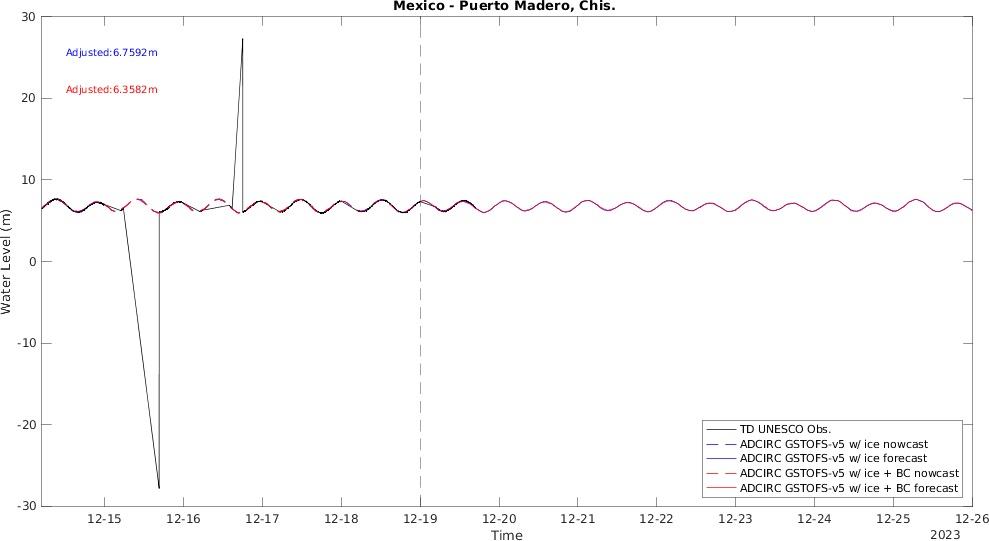 Mexico - Puerto Madero, Chis.
30
20
10
0
-10
-20
-30
Water Level (m)
Adjusted:6.7592m
Adjusted:6.3582m
TD UNESCO Obs.
ADCIRC GSTOFS-v5 w/ ice nowcast
ADCIRC GSTOFS-v5 w/ ice forecast
ADCIRC GSTOFS-v5 w/ ice + BC nowcast
ADCIRC GSTOFS-v5 w/ ice + BC forecast
12-15 12-16 12-17 12-18 12-19 12-20 12-21 12-22 12-23 12-24 12-25 12-26
Time
2023